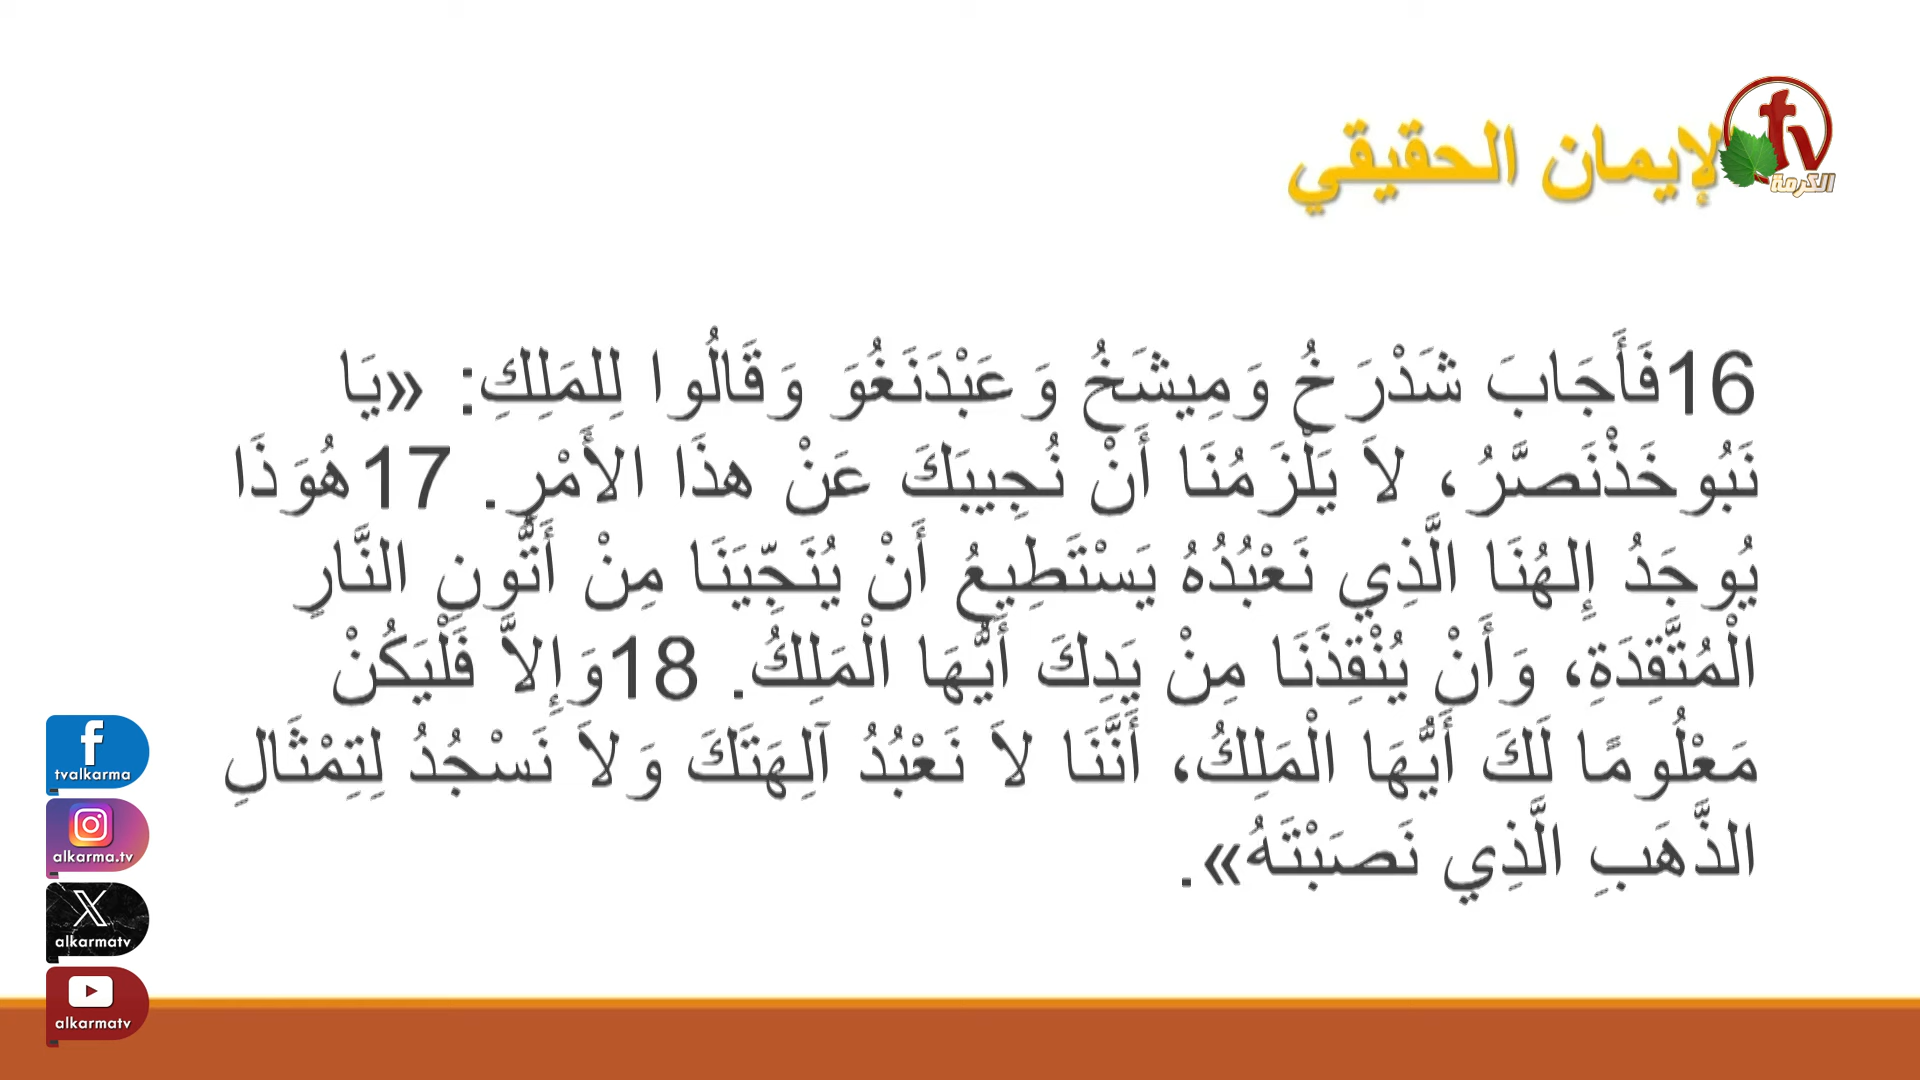 لإيمان الحقيقي
tv
الكرمة
16فَأَجَابَ شَدْرَخُ وَمِيشَخُ وَعَبْدَنَغُوَ وَقَالُوا لِلمَلِكِ: «يَا
نَبُوخَذْنَصَّرُ، لاَ يَلْزَمُنَا أَنْ نُجِيبَكَ عَنْ هذَا الأَمْرِ. 17هُوَذَا
يُوجَدُ إِلهُنَا الَّذِي نَعْبُدُهُ يَسْتَطِيعُ أَنْ يُنَجِّيَنَا مِنْ أَتُّونِ النَّارِ
الْمُتَّقِدَةِ، وَأَنْ يُنْقِذَنَا مِنْ يَدِكَ أَيُّهَا الْمَلِكُ. 18وَإِلاَّ فَلْيَكُنْ
مَعْلُومًا لَكَ أَيُّهَا الْمَلِكُ، أَنَّنَا لاَ نَعْبُدُ آلِهَتَكَ وَلاَ نَسْجُدُ لِتِمْثَالِ
الذَّهَبِ الَّذِي نَصَبْتَهُ».
tvalkarma
alkarma.tv
alkarmatv
alkarmatv